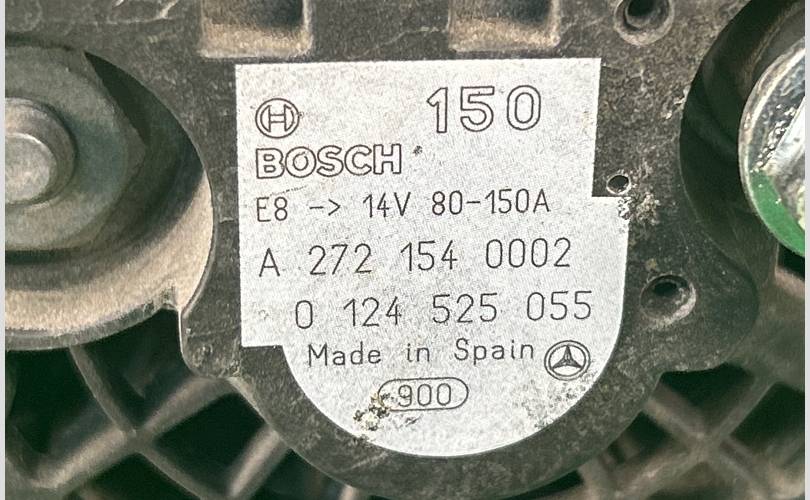 150
BOSCH
E8 -> 14V 80-150A
A 272 154 0002
0 124 525 055
Made in Spain
900